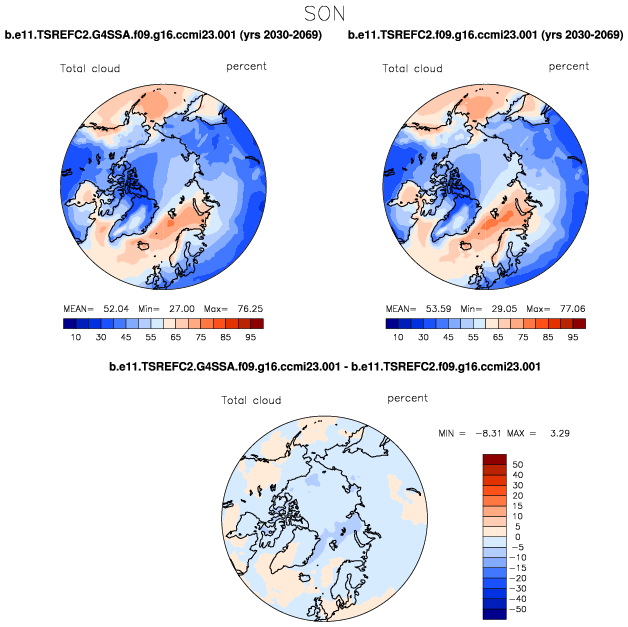 SON
b.e11.TSREFC2.G4SSA.f09.g16.ccmi23.001 (yrs 2030-2069) b.e11.TSREFC2.f09.g16.ccmi23.001 (yrs 2030-2069)
Total cloud percent Total cloud percent
MEAN= 52.04 Min= 27.00 Max= 76.25 MEAN= 53.59 Min= 29.05 Max= 77.06
10 30 45 55 65 75 85 95 10 30 45 55 65 75 85 95
b.e11.TSREFC2.G4SSA.f09.g16.ccmi23.001 - b.e11.TSREFC2.f09.g16.ccmi23.001
Total cloud percent
MIN = -8.31 MAX = 3.29
50
40
30
20
15
10
5
0
-5
-10
-15
-20
-30
-40
-50